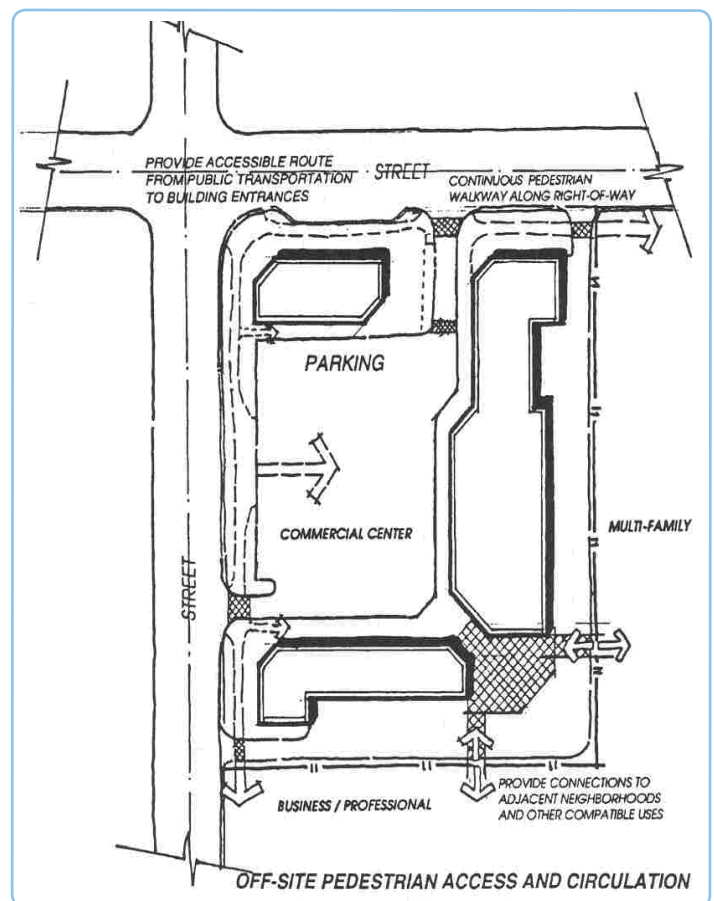 PROVIDE ACCESSIBLE ROUTE
FROM PUBLIC TRANSPORTATION
TO BUILDING ENTRANCES
STREET
CONTINUOUS PEDESTRIAN
WALKWAY ALONG RIGHT-OF-WAY
PARKING
COMMERCIAL CENTER
MULTI-FAMILY
STREET
BUSINESS / PROFESSIONAL
PROVIDE CONNECTIONS TO
ADJACENT NEIGHBORHOODS
AND OTHER COMPATIBLE USES
OFF-SITE PEDESTRIAN ACCESS AND CIRCULATION